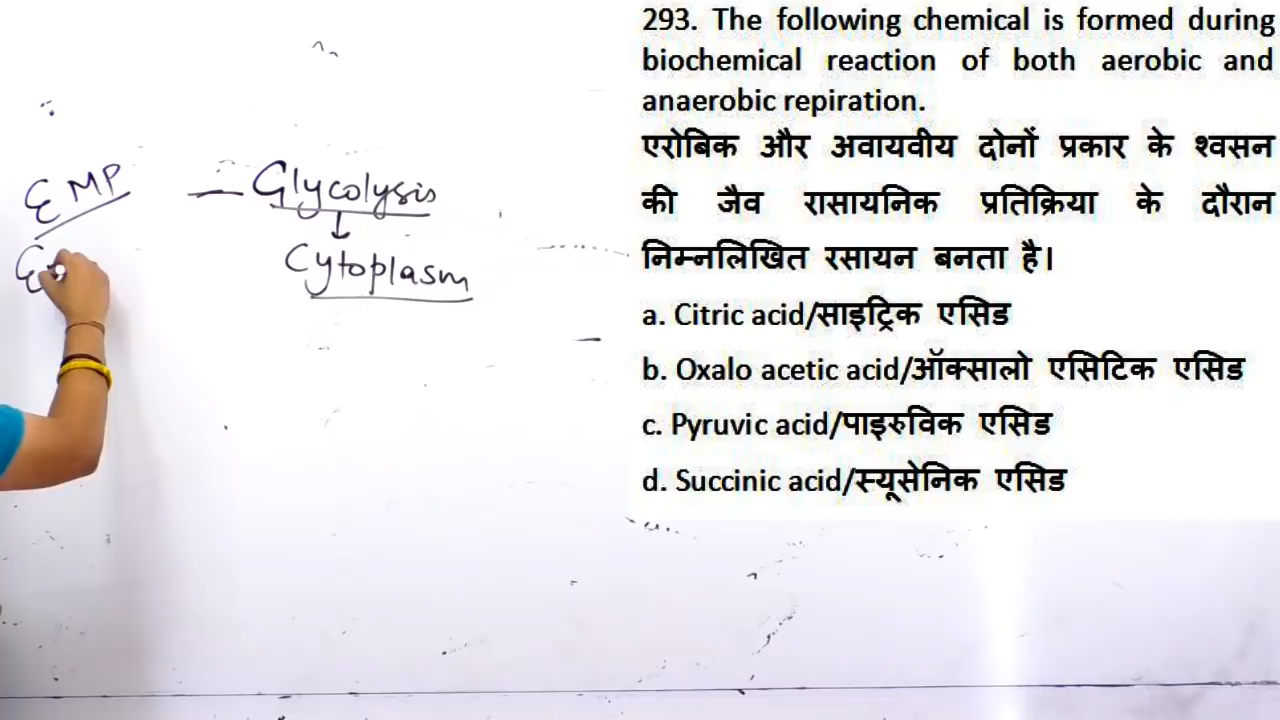 EMP — Glycolysis
↓
Cytoplasm
E
293. The following chemical is formed during
biochemical reaction of both aerobic and
anaerobic repiration.
एरोबिक और अवायवीय दोनों प्रकार के श्वसन
की जैव रासायनिक प्रतिक्रिया के दौरान
निम्नलिखित रसायन बनता है।
a. Citric acid/साइट्रिक एसिड
b. Oxalo acetic acid/ऑक्सालो एसिटिक एसिड
c. Pyruvic acid/पाइरुविक एसिड
d. Succinic acid/स्यूसेनिक एसिड